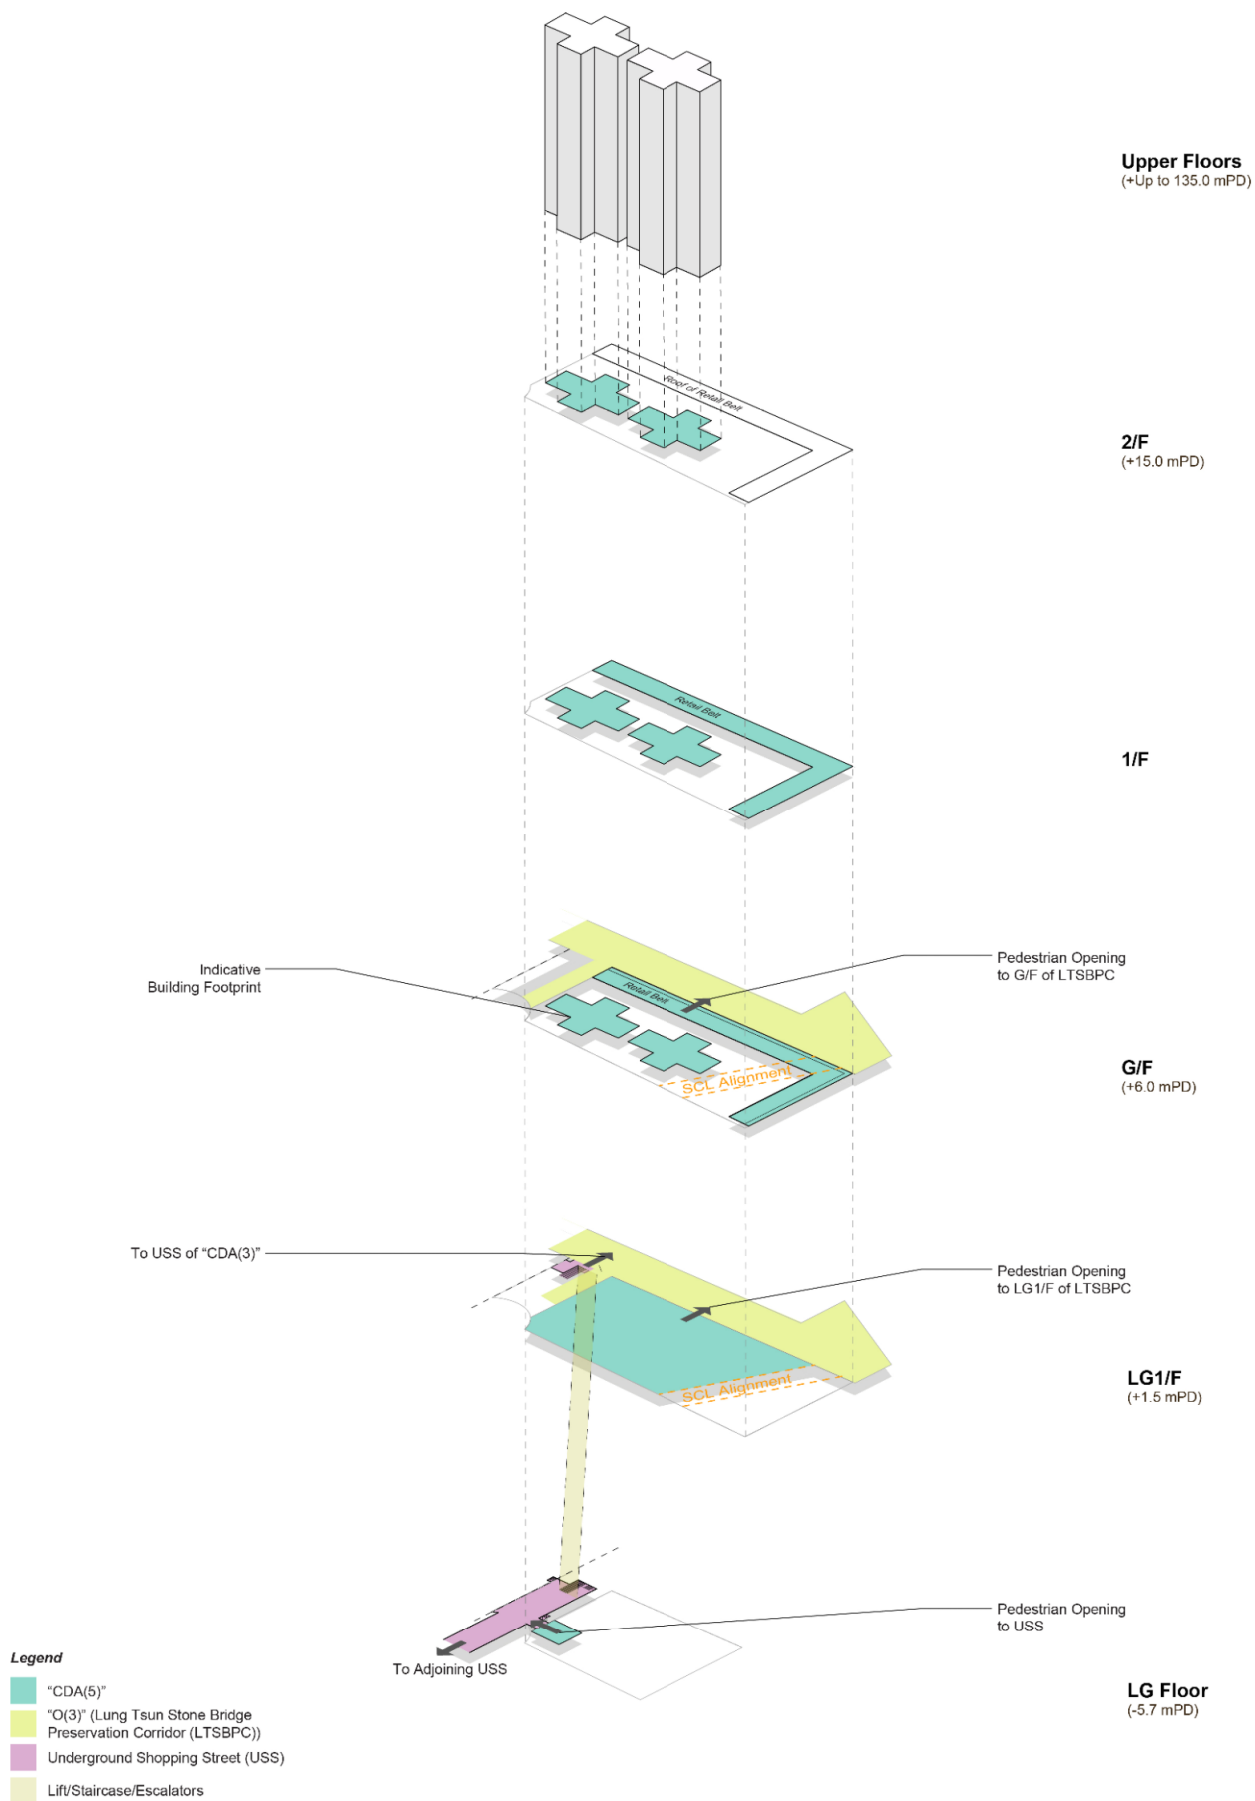 Upper Floors
(+Up to 135.0 mPD)
Roof of Retail Belt
2/F
(+15.0 mPD)
Retail Belt
1/F
Indicative
Building Footprint
Pedestrian Opening
to G/F of LTSBPC
Retail Belt
SCL Alignment
G/F
(+6.0 mPD)
To USS of “CDA(3)”
Pedestrian Opening
to LG1/F of LTSBPC
SCL Alignment
LG1/F
(+1.5 mPD)
Pedestrian Opening
to USS
To Adjoining USS
LG Floor
(-5.7 mPD)
Legend
“CDA(5)”
“O(3)” (Lung Tsun Stone Bridge
Preservation Corridor (LTSBPC))
Underground Shopping Street (USS)
Lift/Staircase/Escalators